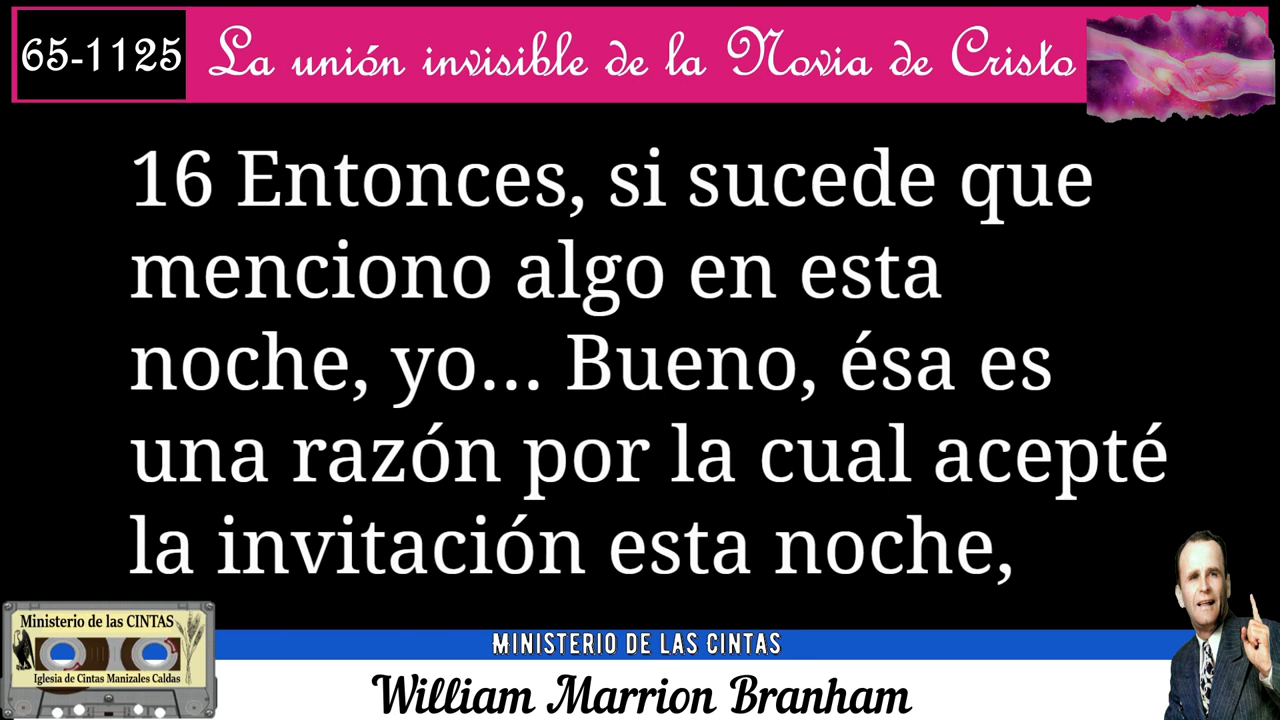 65-1125
La unión invisible de la Novia de Cristo
16 Entonces, si sucede que
menciono algo en esta
noche, yo... Bueno, ésa es
una razón por la cual acepté
la invitación esta noche,
Ministerio de las CINTAS
Iglesia de Cintas Manizales Caldas
MINISTERIO DE LAS CINTAS
William Marrion Branham